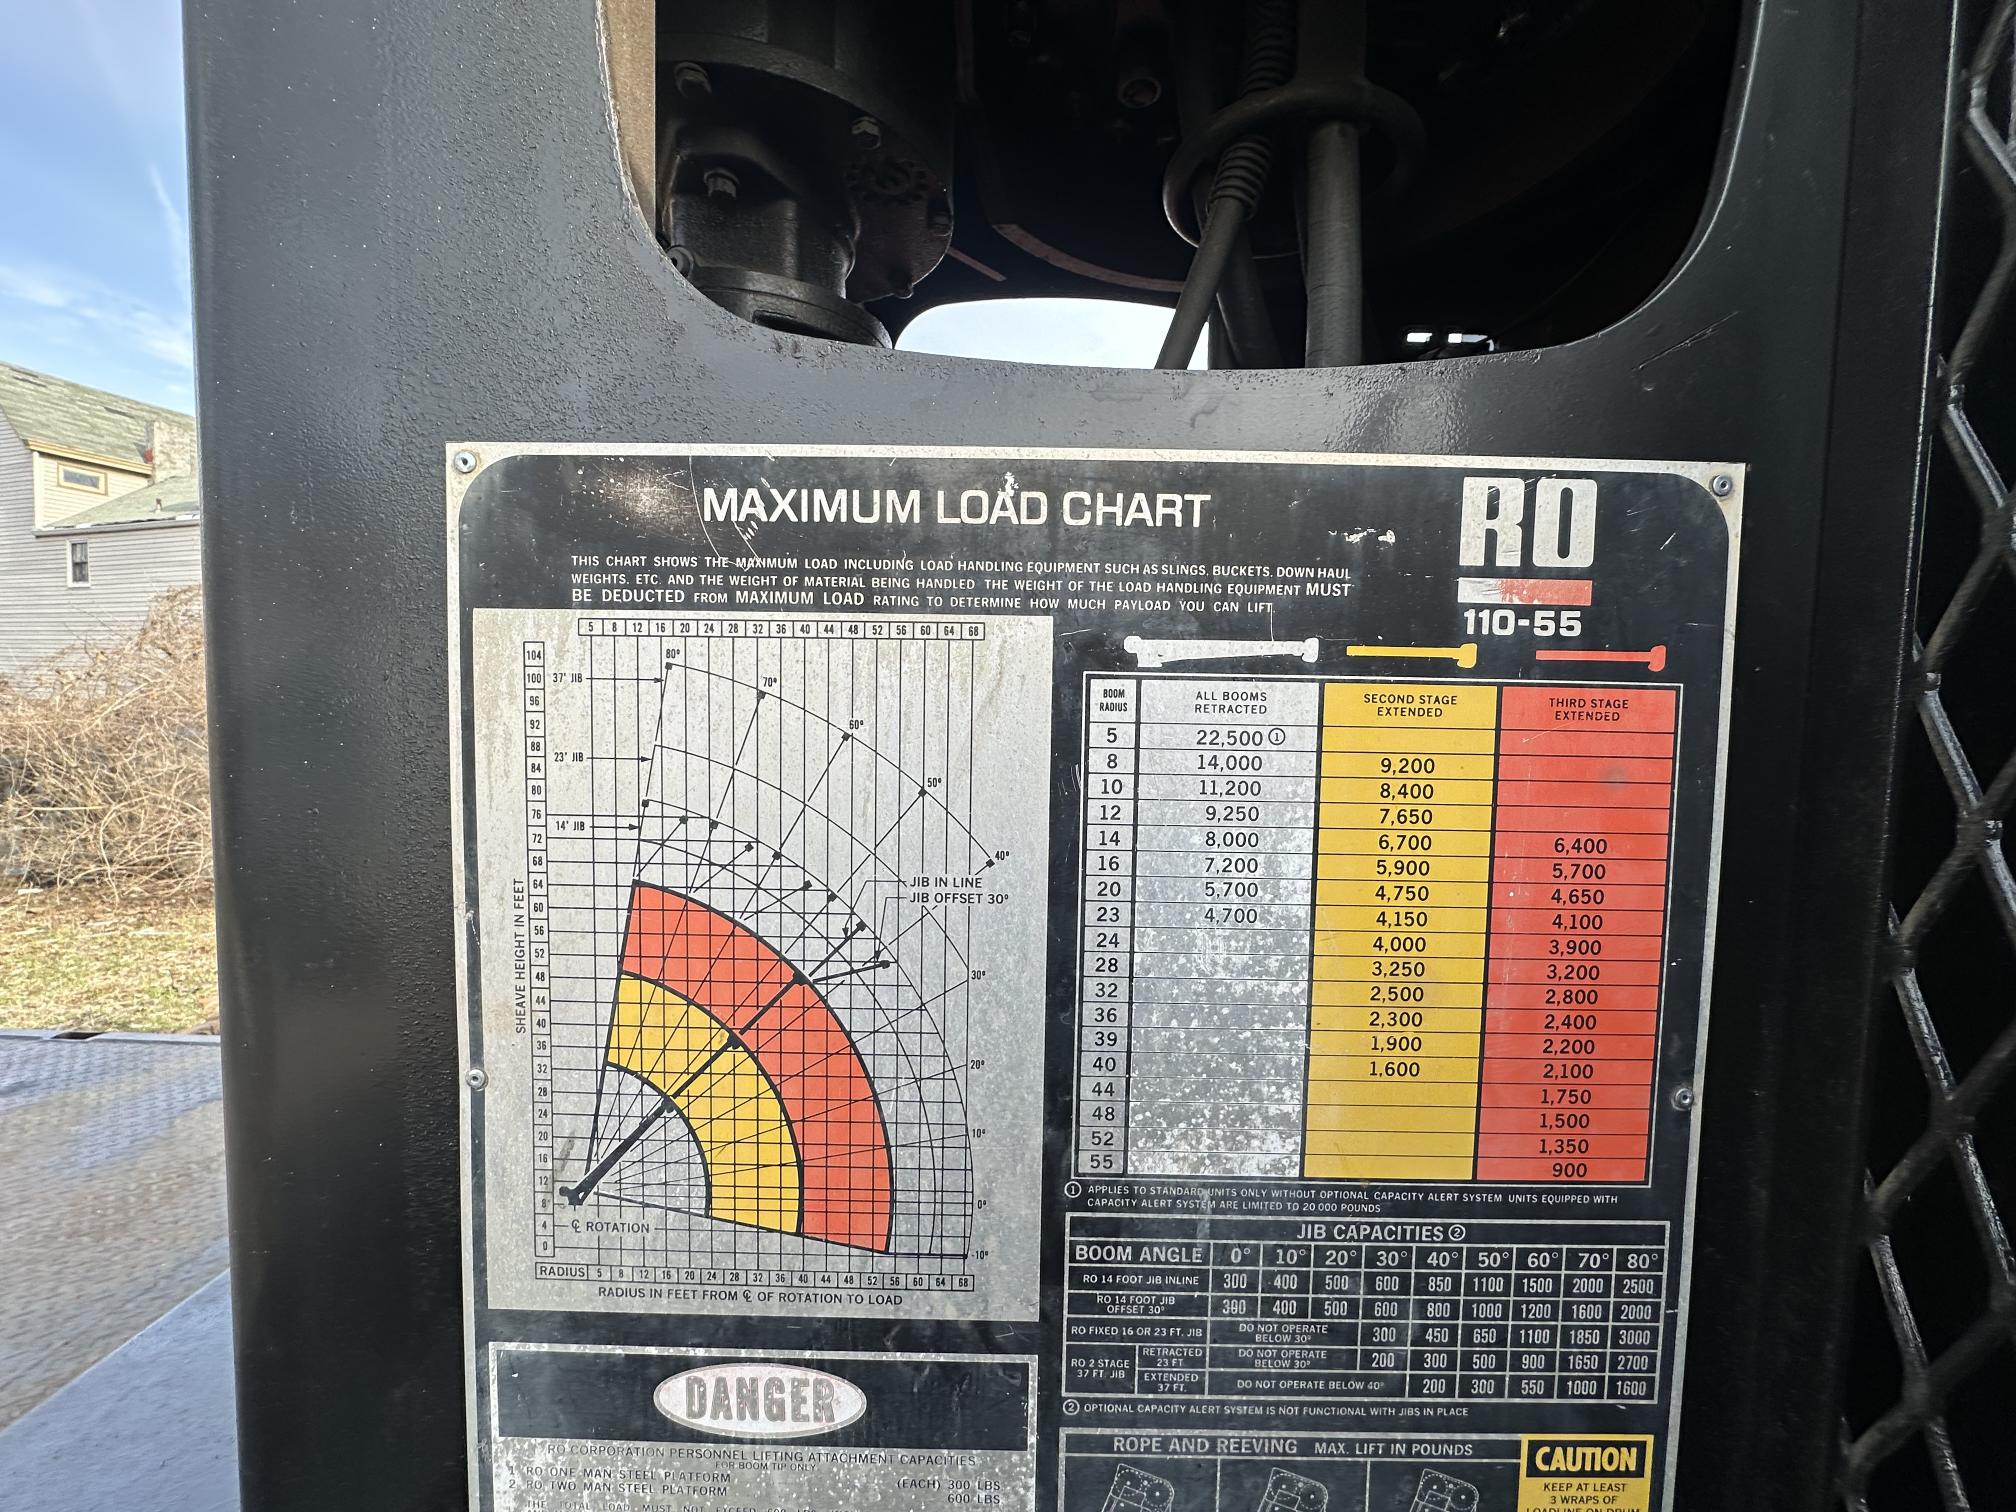 MAXIMUM LOAD CHART
RO
110-55
THIS CHART SHOWS THE MAXIMUM LOAD INCLUDING LOAD HANDLING EQUIPMENT SUCH AS SLINGS, BUCKETS, DOWN HAUL
WEIGHTS, ETC. AND THE WEIGHT OF MATERIAL BEING HANDLED THE WEIGHT OF THE LOAD HANDLING EQUIPMENT MUST
BE DEDUCTED FROM MAXIMUM LOAD RATING TO DETERMINE HOW MUCH PAYLOAD YOU CAN LIFT.
5 8 12 16 20 24 28 32 36 40 44 48 52 56 60 64 68
104
100
96
92
88
84
80
76
72
68
64
60
56
52
48
44
40
36
32
28
24
20
16
12
8
4
0
SHEAVE HEIGHT IN FEET
37' JIB
23' JIB
14' JIB
80°
70°
60°
50°
40°
JIB IN LINE
JIB OFFSET 30°
30°
20°
10°
0°
-10°
℄ ROTATION
RADIUS 5 8 12 16 20 24 28 32 36 40 44 48 52 56 60 64 68
RADIUS IN FEET FROM ℄ OF ROTATION TO LOAD
BOOM RADIUS ALL BOOMS RETRACTED SECOND STAGE EXTENDED THIRD STAGE EXTENDED
5 22,500 ①
8 14,000 9,200
10 11,200 8,400
12 9,250 7,650
14 8,000 6,700 6,400
16 7,200 5,900 5,700
20 5,700 4,750 4,650
23 4,700 4,150 4,100
24 4,000 3,900
28 3,250 3,200
32 2,500 2,800
36 2,300 2,400
39 1,900 2,200
40 1,600 2,100
44 1,750
48 1,500
52 1,350
55 900
① APPLIES TO STANDARD UNITS ONLY WITHOUT OPTIONAL CAPACITY ALERT SYSTEM UNITS EQUIPPED WITH
CAPACITY ALERT SYSTEM ARE LIMITED TO 20 000 POUNDS
JIB CAPACITIES ②
BOOM ANGLE 0° 10° 20° 30° 40° 50° 60° 70° 80°
RO 14 FOOT JIB INLINE 300 400 500 600 850 1100 1500 2000 2500
RO 14 FOOT JIB OFFSET 30° 300 400 500 600 800 1000 1200 1600 2000
RO FIXED 16 OR 23 FT. JIB DO NOT OPERATE BELOW 30° 300 450 650 1100 1850 3000
RO 2 STAGE 37 FT. JIB RETRACTED 23 FT. DO NOT OPERATE BELOW 30° 200 300 500 900 1650 2700
EXTENDED 37 FT. DO NOT OPERATE BELOW 40° 200 300 550 1000 1600
② OPTIONAL CAPACITY ALERT SYSTEM IS NOT FUNCTIONAL WITH JIBS IN PLACE
DANGER
RO CORPORATION PERSONNEL LIFTING ATTACHMENT CAPACITIES
FOR BOOM TIP ONLY
1 RO ONE MAN STEEL PLATFORM (EACH) 300 LBS
2 RO TWO MAN STEEL PLATFORM 600 LBS
THE TOTAL LOAD MUST NOT EXCEED 600 LBS
ROPE AND REEVING MAX. LIFT IN POUNDS
CAUTION
KEEP AT LEAST
3 WRAPS OF
LOADLINE ON DRUM